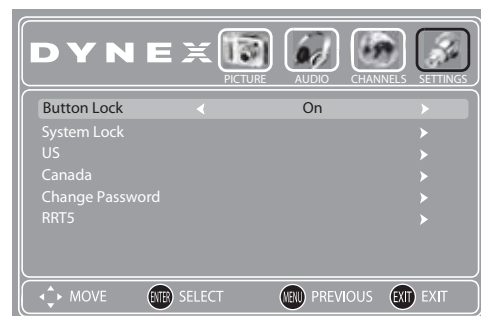 DYNEX
PICTURE AUDIO CHANNELS SETTINGS
Button Lock On
System Lock
US
Canada
Change Password
RRT5
MOVE ENTER SELECT MENU PREVIOUS EXIT EXIT